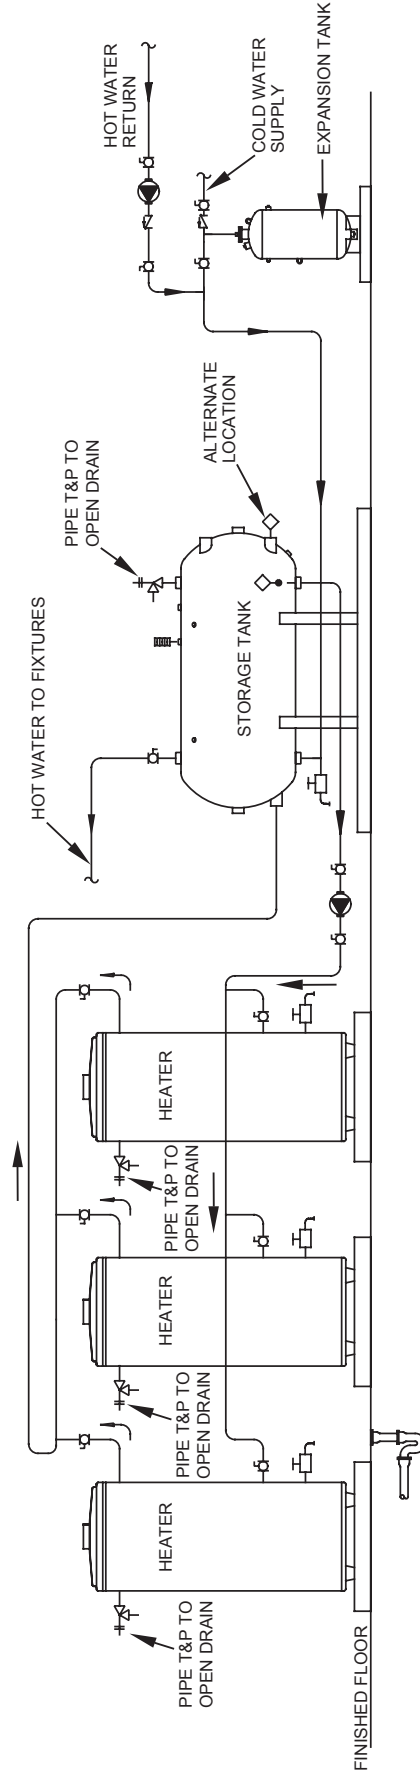 HOT WATER
RETURN
COLD WATER
SUPPLY
EXPANSION TANK
PIPE T&P TO
OPEN DRAIN
ALTERNATE
LOCATION
HOT WATER TO FIXTURES
STORAGE TANK
HEATER
PIPE T&P TO
OPEN DRAIN
HEATER
PIPE T&P TO
OPEN DRAIN
HEATER
PIPE T&P TO
OPEN DRAIN
FINISHED FLOOR